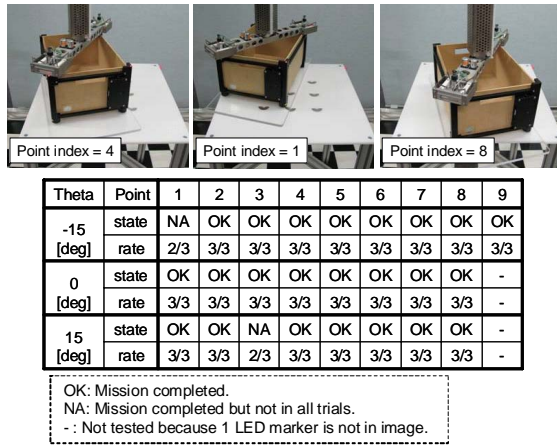 Point index = 4
Point index = 1
Point index = 8
Theta Point 1 2 3 4 5 6 7 8 9
-15 [deg] state NA OK OK OK OK OK OK OK OK
rate 2/3 3/3 3/3 3/3 3/3 3/3 3/3 3/3 3/3
0 [deg] state OK OK OK OK OK OK OK OK -
rate 3/3 3/3 3/3 3/3 3/3 3/3 3/3 3/3 -
15 [deg] state OK OK NA OK OK OK OK OK -
rate 3/3 3/3 2/3 3/3 3/3 3/3 3/3 3/3 -
OK: Mission completed.
NA: Mission completed but not in all trials.
- : Not tested because 1 LED marker is not in image.